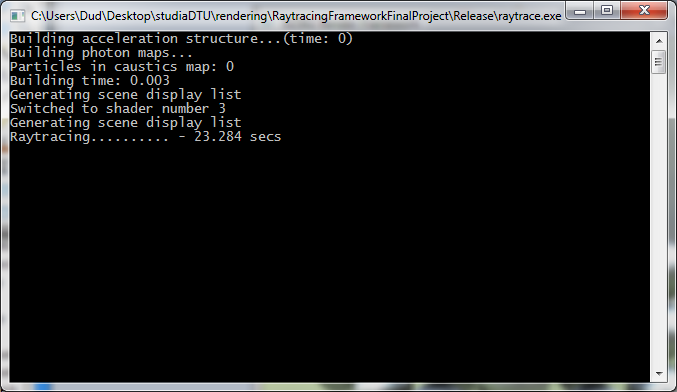 C:\Users\Dud\Desktop\studiaDTU\rendering\RaytracingFrameworkFinalProject\Release\raytrace.exe
Building acceleration structure...(time: 0)
Building photon maps...
Particles in caustics map: 0
Building time: 0.003
Generating scene display list
Switched to shader number 3
Generating scene display list
Raytracing.......... - 23.284 secs